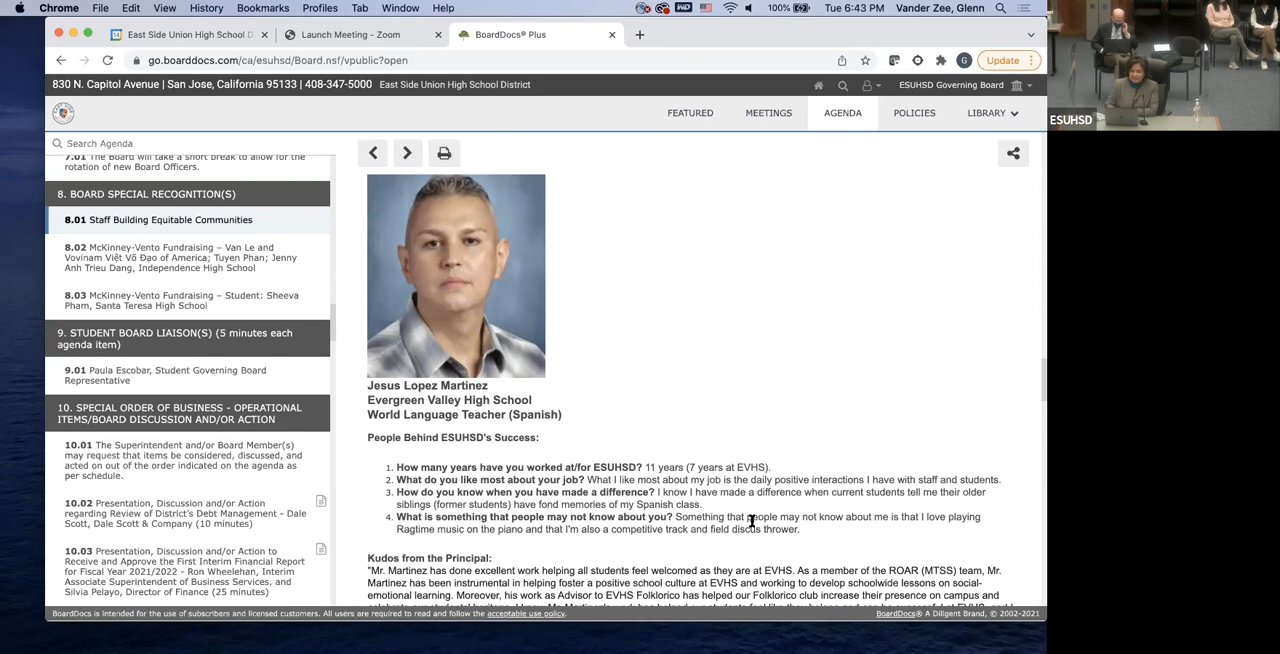 Chrome File Edit View History Bookmarks Profiles Tab Window Help
100% Tue 6:43 PM Vander Zee, Glenn
East Side Union High School D
Launch Meeting - Zoom
BoardDocs® Plus
go.boarddocs.com/ca/esuhsd/Board.nsf/vpublic?open
G
Update
830 N. Capitol Avenue | San Jose, California 95133 | 408-347-5000 East Side Union High School District
ESUHSD Governing Board
FEATURED MEETINGS AGENDA POLICIES LIBRARY
Search Agenda
7.01 The Board will take a short break to allow for the
rotation of new Board Officers.
8. BOARD SPECIAL RECOGNITION(S)
8.01 Staff Building Equitable Communities
8.02 McKinney-Vento Fundraising – Van Le and
Vovinam Việt Võ Đạo of America; Tuyen Phan; Jenny
Anh Trieu Dang, Independence High School
8.03 McKinney-Vento Fundraising – Student: Sheeva
Pham, Santa Teresa High School
9. STUDENT BOARD LIAISON(S) (5 minutes each
agenda item)
9.01 Paula Escobar, Student Governing Board
Representative
10. SPECIAL ORDER OF BUSINESS - OPERATIONAL
ITEMS/BOARD DISCUSSION AND/OR ACTION
10.01 The Superintendent and/or Board Member(s)
may request that items be considered, discussed, and
acted on out of the order indicated on the agenda as
per schedule.
10.02 Presentation, Discussion and/or Action
regarding Review of District's Debt Management - Dale
Scott, Dale Scott & Company (10 minutes)
10.03 Presentation, Discussion and/or Action to
Receive and Approve the First Interim Financial Report
for Fiscal Year 2021/2022 - Ron Wheelehan, Interim
Associate Superintendent of Business Services, and
Silvia Pelayo, Director of Finance (25 minutes)
Jesus Lopez Martinez
Evergreen Valley High School
World Language Teacher (Spanish)
People Behind ESUHSD's Success:
1. How many years have you worked at/for ESUHSD? 11 years (7 years at EVHS).
2. What do you like most about your job? What I like most about my job is the daily positive interactions I have with staff and students.
3. How do you know when you have made a difference? I know I have made a difference when current students tell me their older
siblings (former students) have fond memories of my Spanish class.
4. What is something that people may not know about you? Something that people may not know about me is that I love playing
Ragtime music on the piano and that I'm also a competitive track and field discus thrower.
Kudos from the Principal:
"Mr. Martinez has done excellent work helping all students feel welcomed as they are at EVHS. As a member of the ROAR (MTSS) team, Mr.
Martinez has been instrumental in helping foster a positive school culture at EVHS and working to develop schoolwide lessons on social-
emotional learning. Moreover, his work as Advisor to EVHS Folklorico has helped our Folklorico club increase their presence on campus and
BoardDocs is intended for the use of subscribers and licensed customers. All users are required to read and follow the acceptable use policy.
BoardDocs® A Diligent Brand, © 2002-2021
ESUHSD